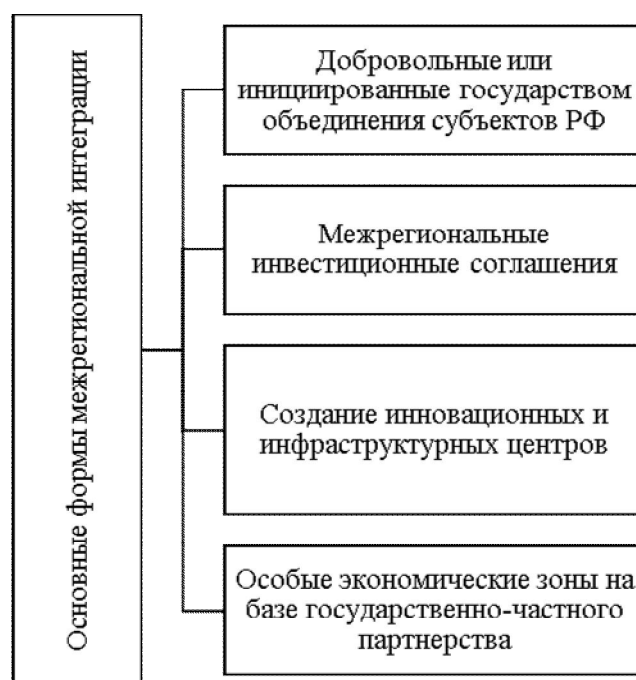 Основные формы межрегиональной интеграции
Добровольные или
инициированные государством
объединения субъектов РФ
Межрегиональные
инвестиционные соглашения
Создание инновационных и
инфраструктурных центров
Особые экономические зоны на
базе государственно-частного
партнерства